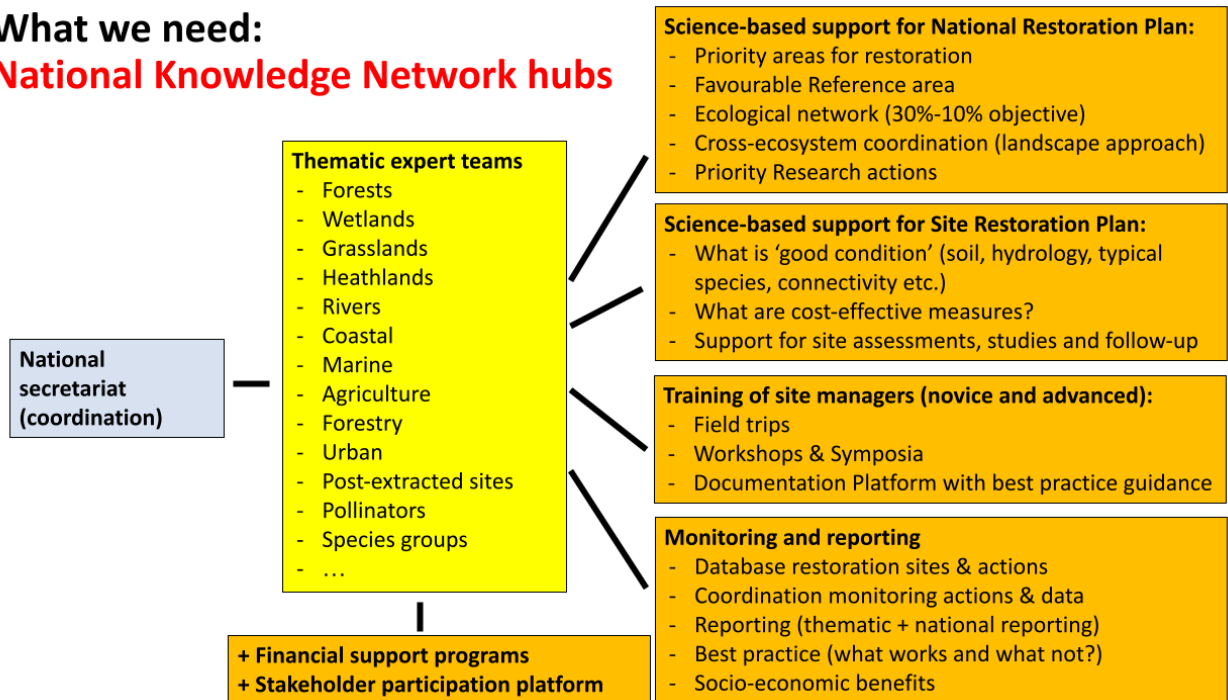 What we need:
National Knowledge Network hubs
National
secretariat
(coordination)
Thematic expert teams
- Forests
- Wetlands
- Grasslands
- Heathlands
- Rivers
- Coastal
- Marine
- Agriculture
- Forestry
- Urban
- Post-extracted sites
- Pollinators
- Species groups
- ...
+ Financial support programs
+ Stakeholder participation platform
Science-based support for National Restoration Plan:
- Priority areas for restoration
- Favourable Reference area
- Ecological network (30%-10% objective)
- Cross-ecosystem coordination (landscape approach)
- Priority Research actions
Science-based support for Site Restoration Plan:
- What is ‘good condition’ (soil, hydrology, typical
species, connectivity etc.)
- What are cost-effective measures?
- Support for site assessments, studies and follow-up
Training of site managers (novice and advanced):
- Field trips
- Workshops & Symposia
- Documentation Platform with best practice guidance
Monitoring and reporting
- Database restoration sites & actions
- Coordination monitoring actions & data
- Reporting (thematic + national reporting)
- Best practice (what works and what not?)
- Socio-economic benefits